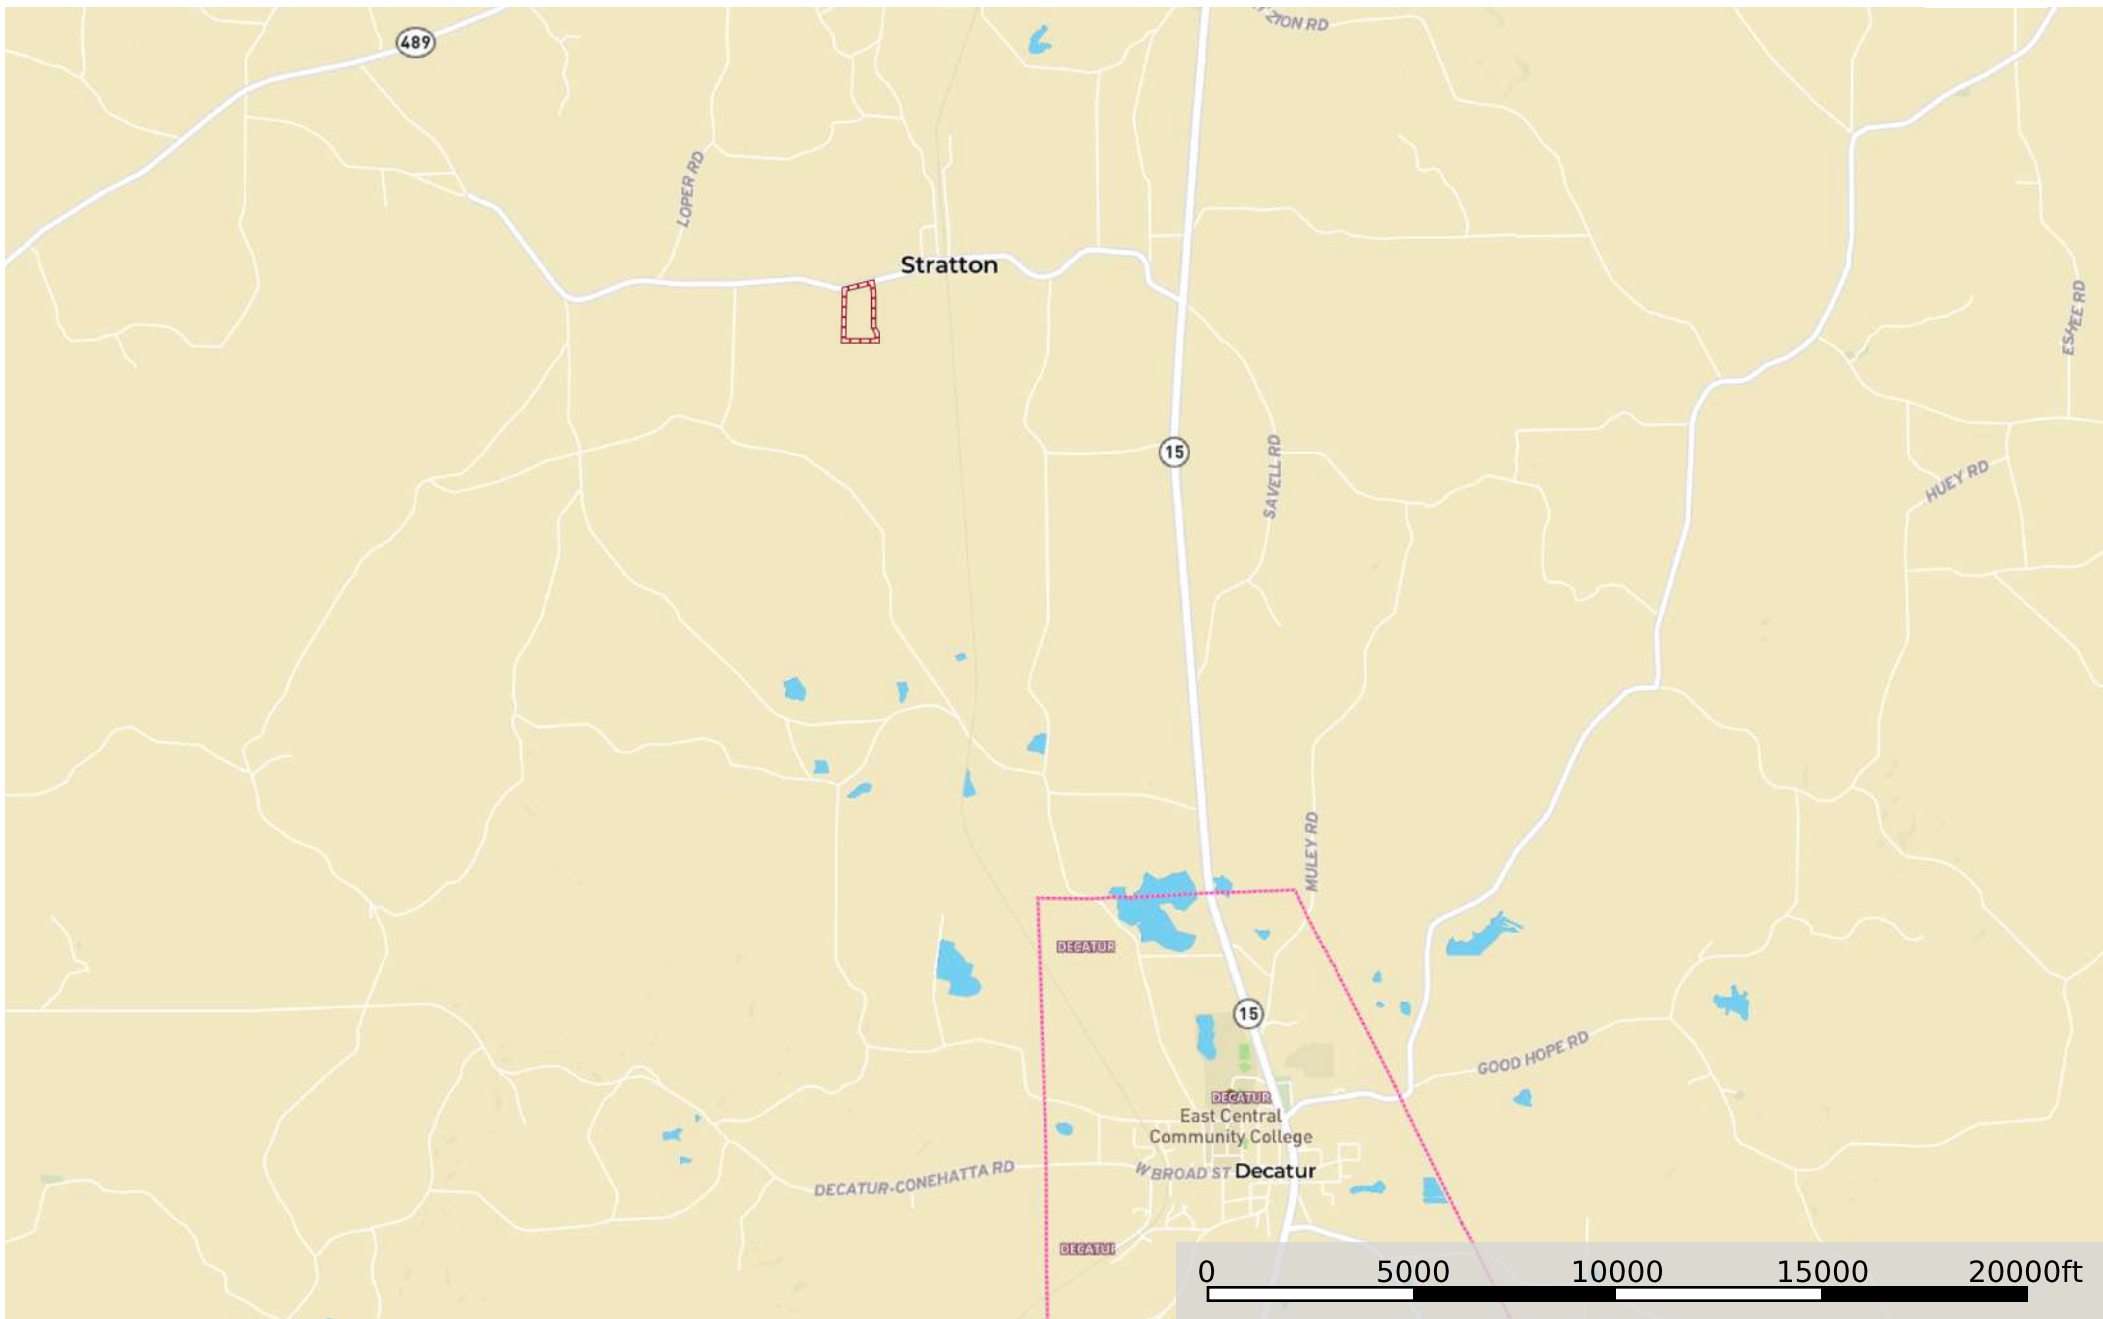 ZION RD
489
LOPER RD
Stratton
ESSEE RD
15
SAVELL RD
HUEY RD
MULEY RD
DECATUR
15
GOOD HOPE RD
DECATUR
East Central
Community College
DECATUR-CONEHATTA RD
W BROAD ST
Decatur
DECATUR
0 5000 10000 15000 20000ft